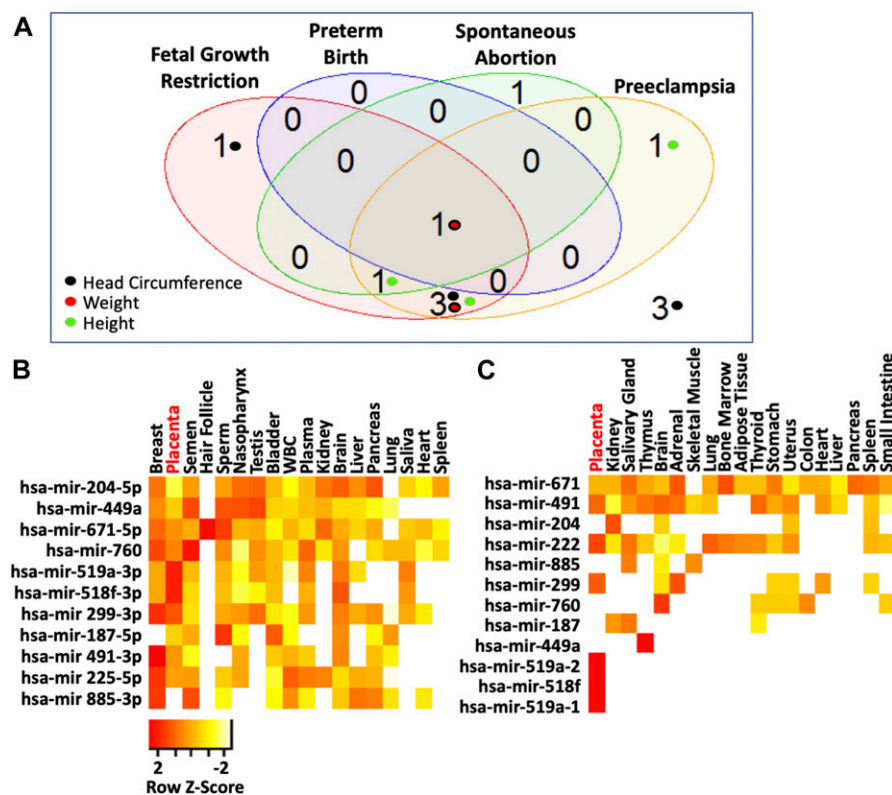 A
Fetal Growth Restriction
Preterm Birth
Spontaneous Abortion
Preeclampsia
0
1
0
0
0
1
1
0
0
1
0
1
0
0
3
3
Head Circumference
Weight
Height
B
Breast
Placenta
Semen
Hair Follicle
Sperm
Nasopharynx
Testis
Bladder
WBC
Plasma
Kidney
Brain
Liver
Pancreas
Lung
Saliva
Heart
Spleen
hsa-mir-204-5p
hsa-mir-449a
hsa-mir-671-5p
hsa-mir-760
hsa-mir-519a-3p
hsa-mir-518f-3p
hsa-mir 299-3p
hsa-mir-187-5p
hsa-mir 491-3p
hsa-mir 225-5p
hsa-mir 885-3p
2 -2
Row Z-Score
C
Placenta
Kidney
Salivary Gland
Thymus
Brain
Adrenal
Skeletal Muscle
Lung
Bone Marrow
Adipose Tissue
Thyroid
Stomach
Uterus
Colon
Heart
Liver
Pancreas
Spleen
Small Intestine
hsa-mir-671
hsa-mir-491
hsa-mir-204
hsa-mir-222
hsa-mir-885
hsa-mir-299
hsa-mir-760
hsa-mir-187
hsa-mir-449a
hsa-mir-519a-2
hsa-mir-518f
hsa-mir-519a-1